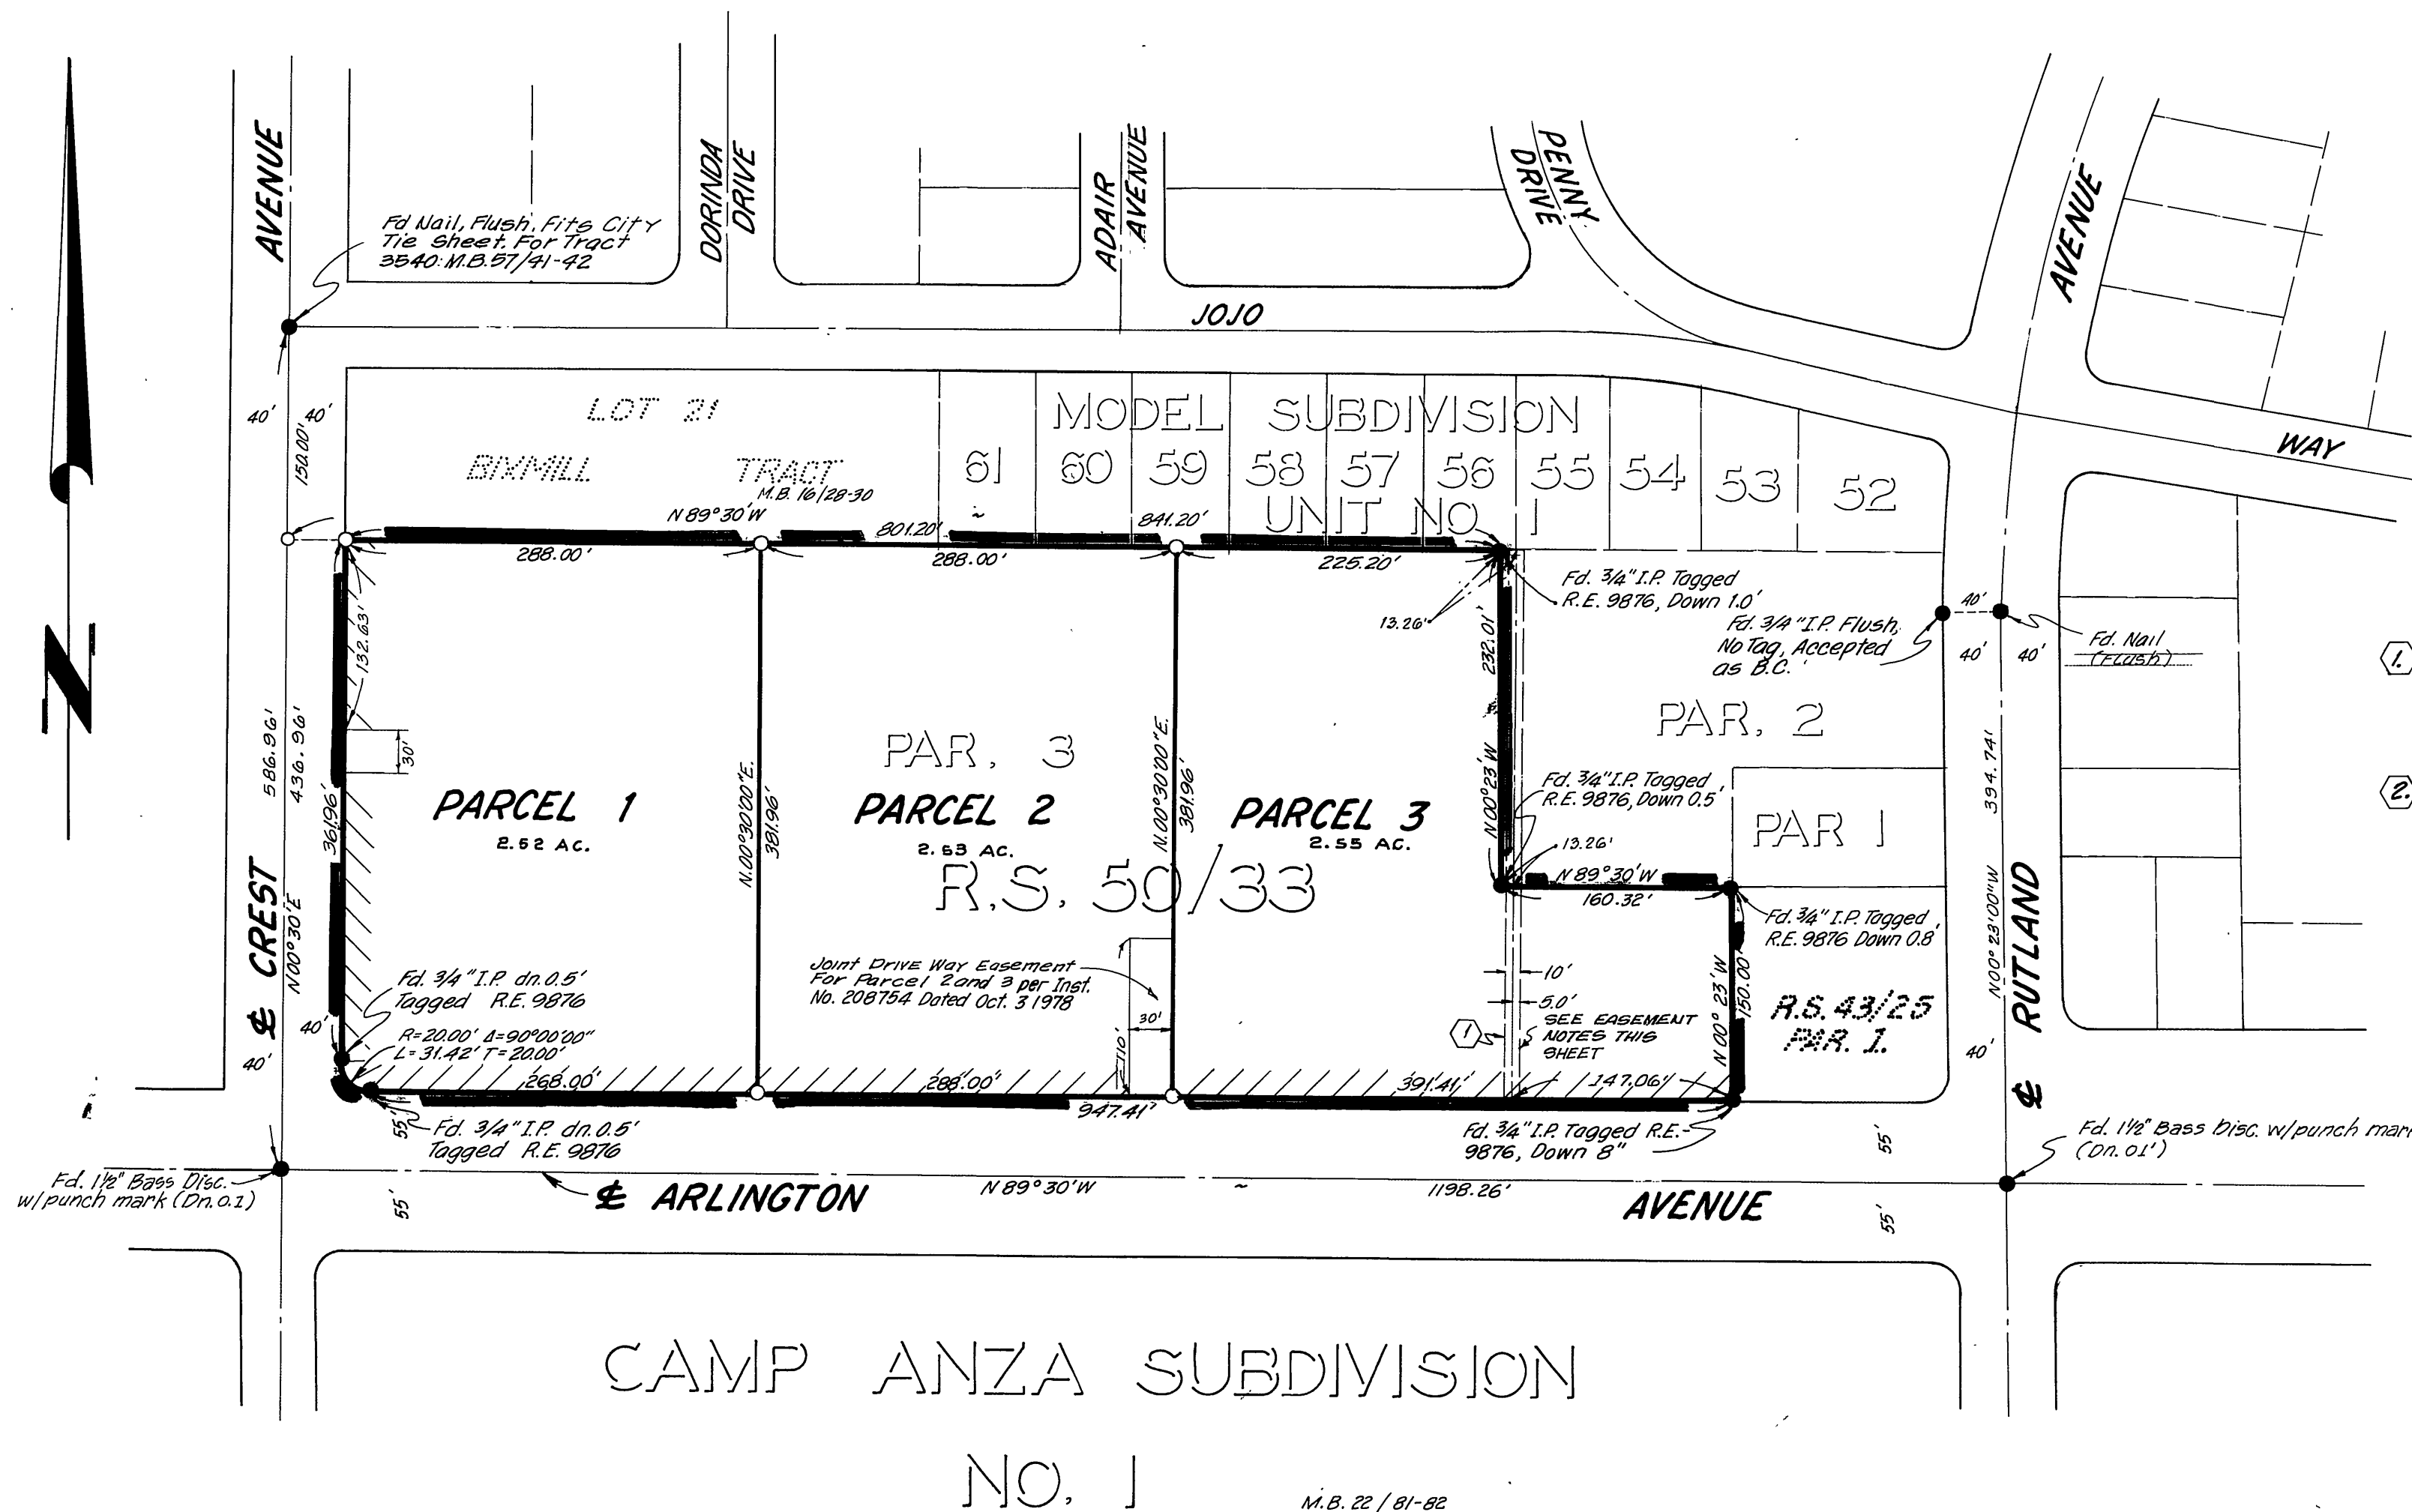 AVENUE
DORINDA
DRIVE
ADAIR
AVENUE
PENNY
DRIVE
AVENUE
Fd Nail, Flush. Fits City
Tie Sheet. For Tract
3540: M.B. 57/41-42
JOJO
WAY
40' 40'
150.00'
LOT 21
BIXMILL TRACT
M.B. 16/28-30
MODEL SUBDIVISION
61 60 59 58 57 56 55 54 53 52
UNIT NO. 1
N 89°30'W
801.20'
~
841.20'
288.00'
288.00'
225.20'
Fd. 3/4" I.P. Tagged
R.E. 9876, Down 1.0'
13.26'
Fd. 3/4" I.P. Flush,
No Tag, Accepted
as B.C.
40'
40' 40'
Fd. Nail
(Flush)
1.
2.
N
132.63'
30'
586.96'
436.96'
361.96'
N00°30'E
232.01'
N00°23'W
PAR. 3
PAR. 2
PARCEL 1
2.52 AC.
N.00°30'00"E.
381.96'
PARCEL 2
2.53 AC.
N.00°30'00"E.
381.96'
PARCEL 3
2.55 AC.
R.S. 50/33
Fd. 3/4" I.P. Tagged
R.E. 9876, Down 0.5'
13.26'
N 89°30'W
160.32'
PAR 1
394.74'
N00°23'00"W
Fd. 3/4" I.P. Tagged
R.E. 9876 Down 0.8'
℄ CREST
℄ RUTLAND
Joint Drive Way Easement
For Parcel 2 and 3 per Inst.
No. 208754 Dated Oct. 3 1978
30'
110'
10'
5.0'
1
SEE EASEMENT
NOTES THIS
SHEET
N 00°23'W
150.00'
R.S. 43/25
PAR. 1.
Fd. 3/4" I.P. dn. 0.5'
Tagged R.E. 9876
40'
R=20.00' Δ=90°00'00"
L=31.42' T=20.00'
40'
40'
268.00'
288.00'
391.41'
147.06'
947.41'
55'
Fd. 3/4" I.P. dn. 0.5'
Tagged R.E. 9876
Fd. 3/4" I.P. Tagged R.E.-
9876, Down 8"
55'
Fd. 1½" Bass Disc. w/punch mark
(Dn. 01')
Fd. 1½" Bass Disc.
w/punch mark (Dn. 0.1)
55'
℄ ARLINGTON
N 89°30'W
~
1198.26'
AVENUE
55'
CAMP ANZA SUBDIVISION
NO. 1
M.B. 22 / 81-82